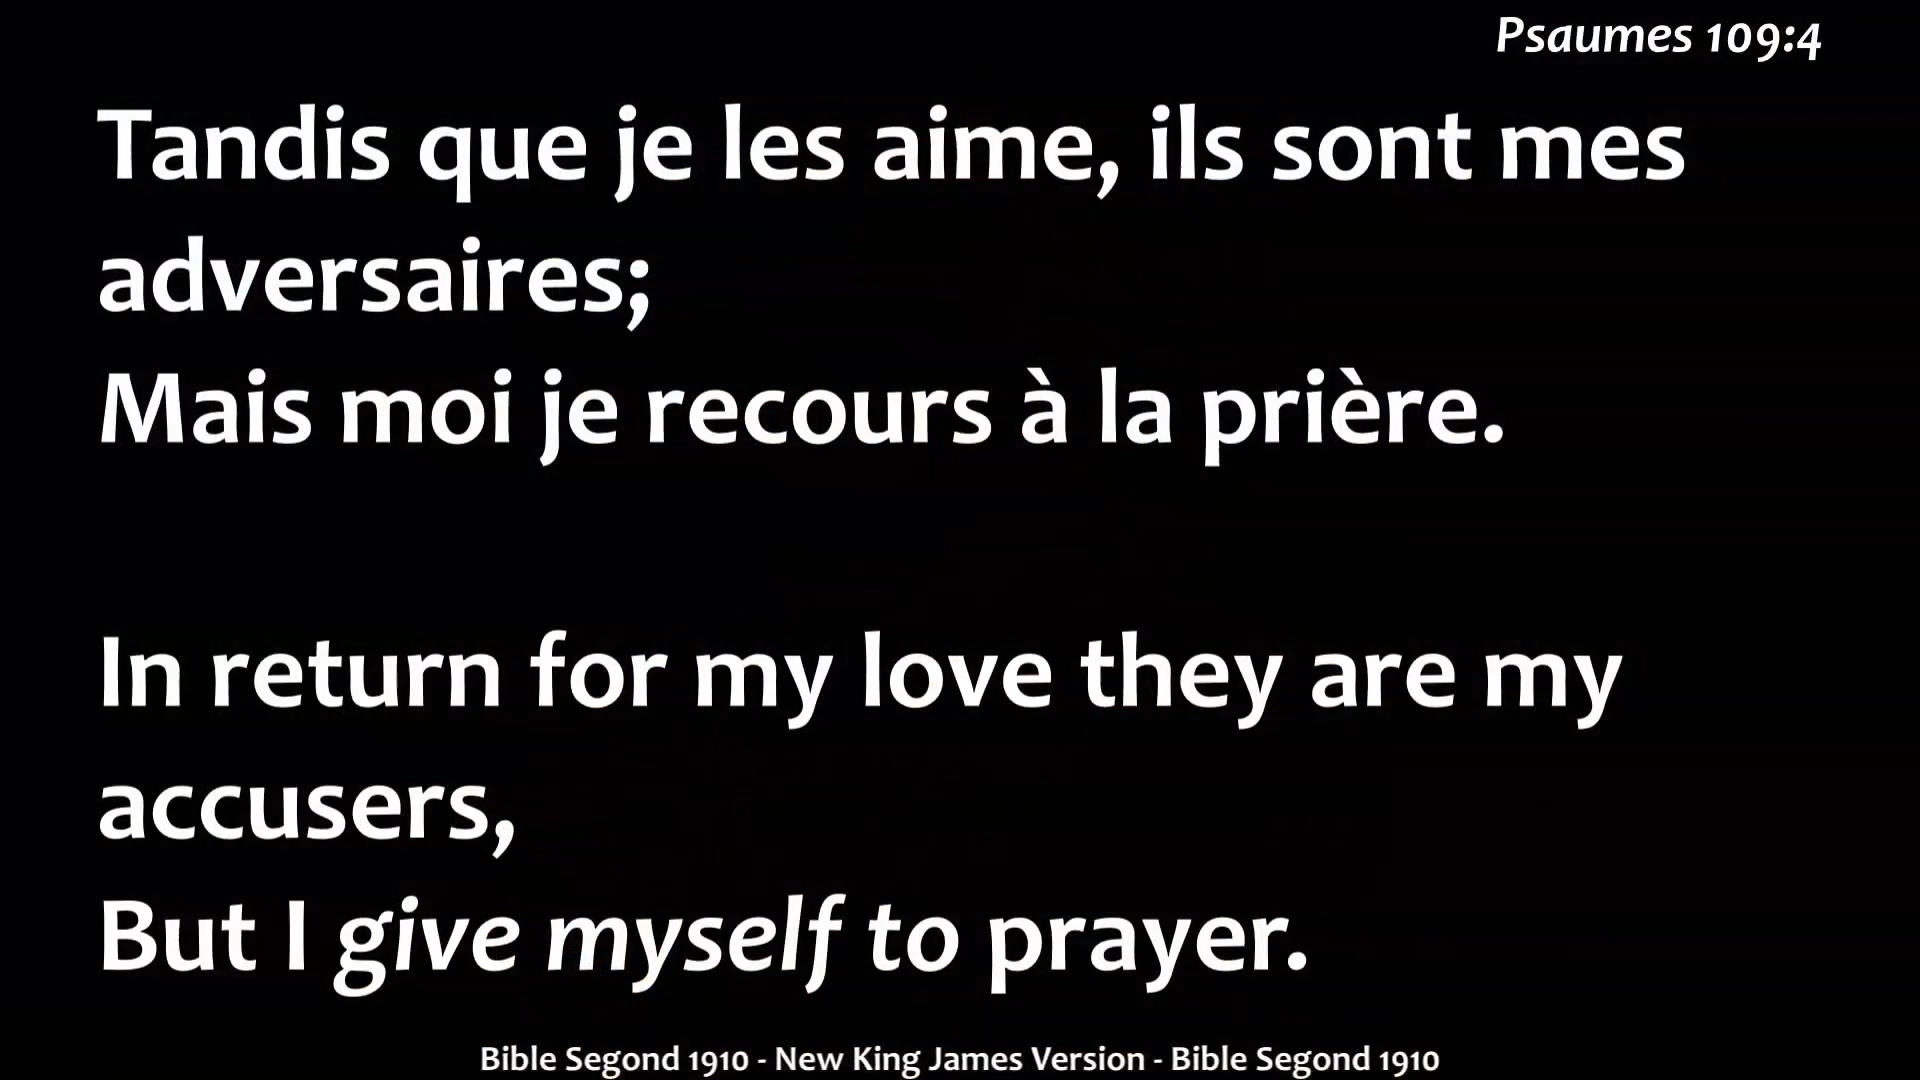 Psaumes 109:4
Tandis que je les aime, ils sont mes
adversaires;
Mais moi je recours à la prière.
In return for my love they are my
accusers,
But I give myself to prayer.
Bible Segond 1910 - New King James Version - Bible Segond 1910